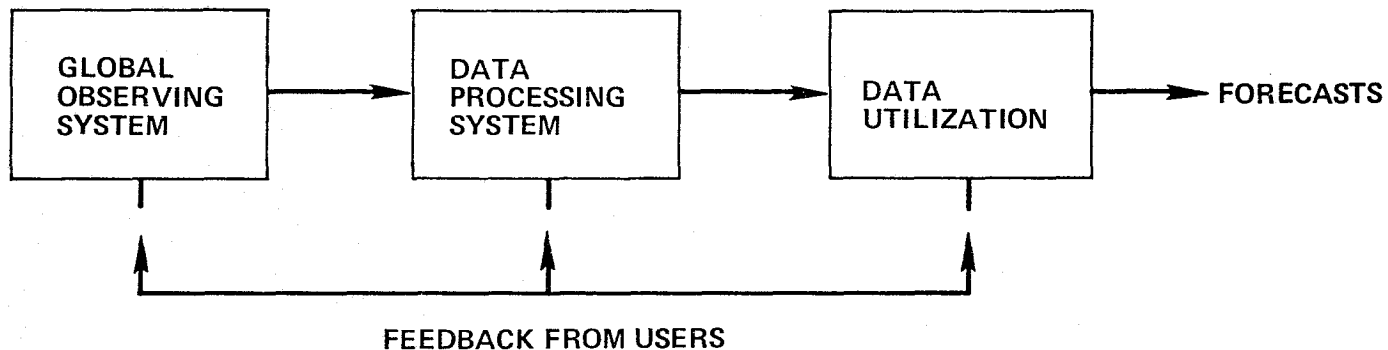 GLOBAL
OBSERVING
SYSTEM
DATA
PROCESSING
SYSTEM
DATA
UTILIZATION
FORECASTS
FEEDBACK FROM USERS